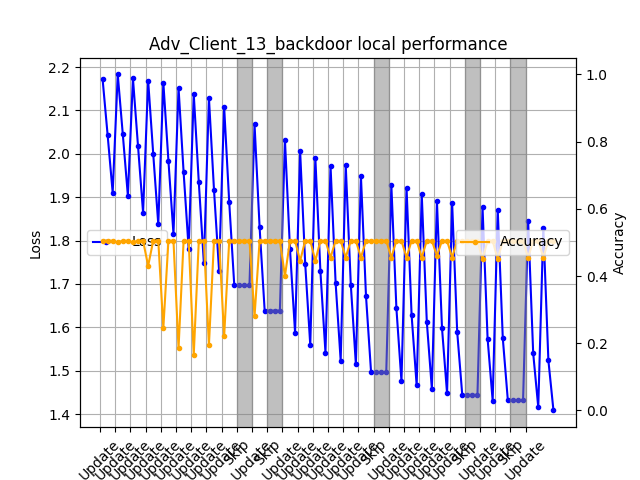 Adv_Client_13_backdoor local performance
2.2
2.1
2.0
1.9
1.8
1.7
1.6
1.5
1.4
Loss
1.0
0.8
0.6
0.4
0.2
0.0
Accuracy
Loss
Accuracy
Update
Update
Update
Update
Update
Update
Update
Update
Update
Skip
Update
Skip
Update
Update
Update
Update
Update
Update
Skip
Update
Update
Update
Update
Update
Skip
Update
Update
Skip
Update